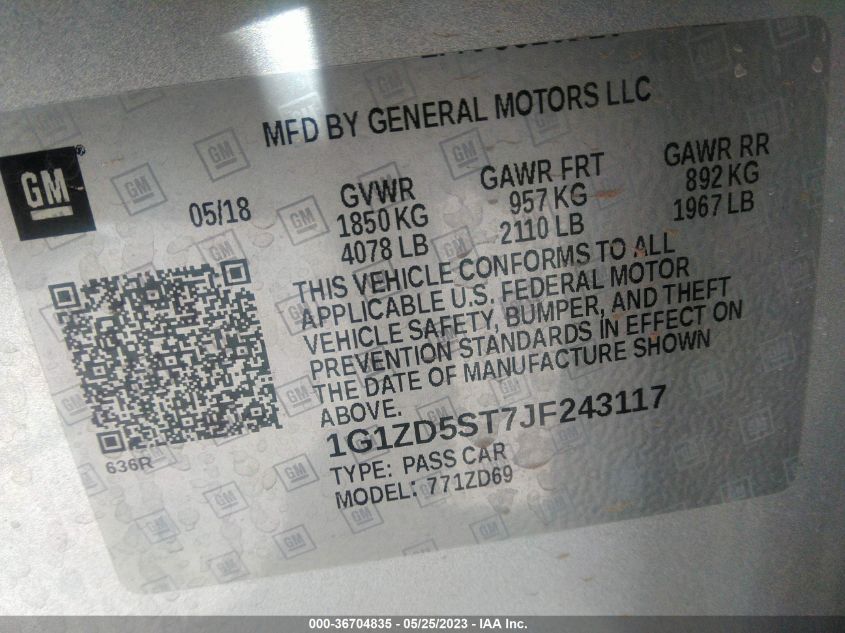 MFD BY GENERAL MOTORS LLC
GM
05/18
GVWR
1850 KG
4078 LB
GAWR FRT
957 KG
2110 LB
GAWR RR
892 KG
1967 LB
THIS VEHICLE CONFORMS TO ALL
APPLICABLE U.S. FEDERAL MOTOR
VEHICLE SAFETY, BUMPER, AND THEFT
PREVENTION STANDARDS IN EFFECT ON
THE DATE OF MANUFACTURE SHOWN
ABOVE.
1G1ZD5ST7JF243117
TYPE: PASS CAR
MODEL: 771ZD69
636R
000-36704835 - 05/25/2023 - IAA Inc.